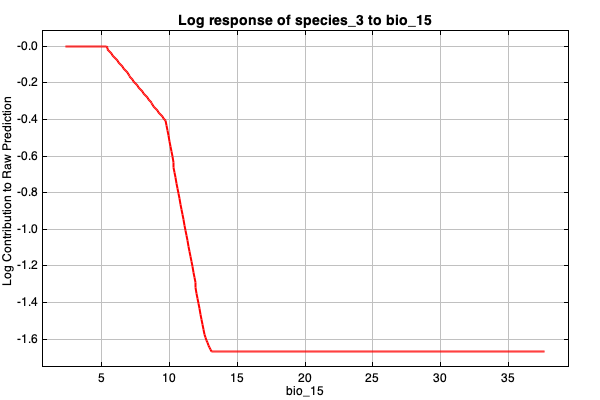 Log response of species_3 to bio_15
Log Contribution to Raw Prediction
-0.0
-0.2
-0.4
-0.6
-0.8
-1.0
-1.2
-1.4
-1.6
5 10 15 20 25 30 35
bio_15